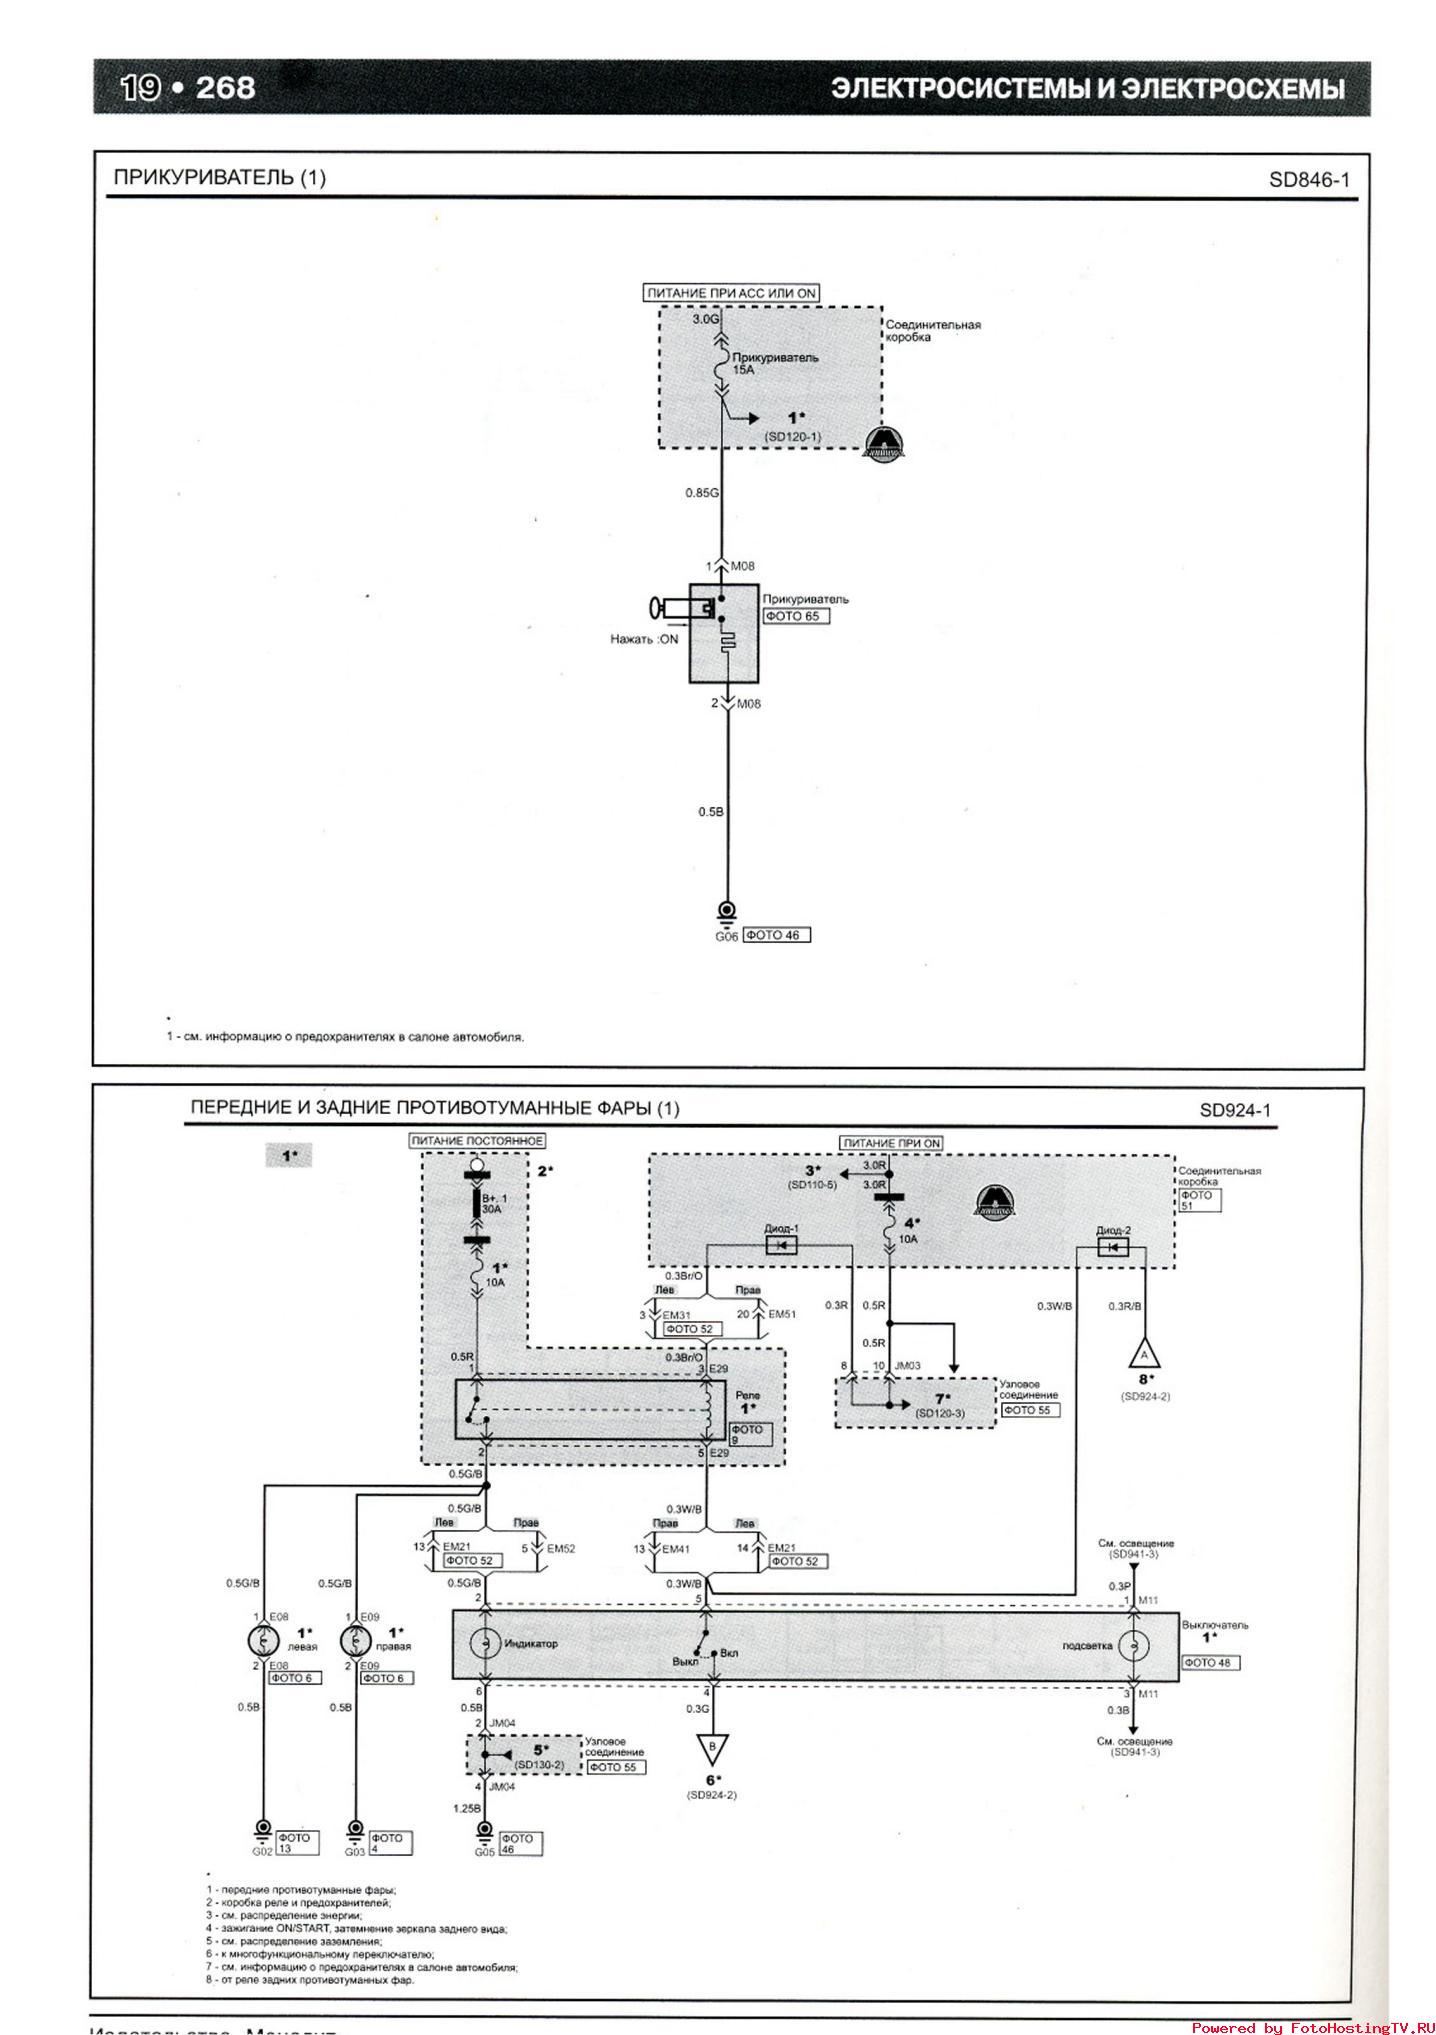 19 • 268
ЭЛЕКТРОСИСТЕМЫ И ЭЛЕКТРОСХЕМЫ
ПРИКУРИВАТЕЛЬ (1)
SD846-1
ПИТАНИЕ ПРИ ACC ИЛИ ON
3.0G
Соединительная
коробка
Прикуриватель
15A
1*
(SD120-1)
0.85G
1
M08
Прикуриватель
ФОТО 65
Нажать :ON
2
M08
0.5B
G06
ФОТО 46
*
1 - см. информацию о предохранителях в салоне автомобиля.
ПЕРЕДНИЕ И ЗАДНИЕ ПРОТИВОТУМАННЫЕ ФАРЫ (1)
SD924-1
1*
ПИТАНИЕ ПОСТОЯННОЕ
ПИТАНИЕ ПРИ ON
2*
B+. 1
30A
1*
10A
3*
(SD110-5)
3.0R
3.0R
Соединительная
коробка
ФОТО
51
4*
10A
Диод-1
Диод-2
0.3Br/O
Лев
Прав
3
EM31
20
EM51
ФОТО 52
0.3R
0.5R
0.3W/B
0.3R/B
0.5R
A
8*
(SD924-2)
0.5R
1
0.3Br/O
3
E29
8
10
JM03
Реле
1*
ФОТО
9
7*
(SD120-3)
Узловое
соединение
ФОТО 55
2
5
E29
0.5G/B
0.5G/B
0.3W/B
Лев
Прав
Прав
Лев
13
EM21
5
EM52
13
EM41
14
EM21
ФОТО 52
ФОТО 52
0.5G/B
0.5G/B
0.5G/B
0.3W/B
См. освещение
(SD941-3)
0.3P
2
5
1
M11
1
E08
1
E09
1*
левая
1*
правая
Индикатор
Выкл
Вкл
подсветка
Выключатель
1*
ФОТО 48
2
E08
ФОТО 6
2
E09
ФОТО 6
6
4
3
M11
0.5B
0.5B
0.5B
0.3G
0.3B
2
JM04
5*
(SD130-2)
Узловое
соединение
ФОТО 55
B
6*
(SD924-2)
См. освещение
(SD941-3)
4
JM04
1.25B
G02
ФОТО
13
G03
ФОТО
4
G05
ФОТО
46
*
1 - передние противотуманные фары;
2 - коробка реле и предохранителей;
3 - см. распределение энергии;
4 - зажигание ON/START, затемнение зеркала заднего вида;
5 - см. распределение заземления;
6 - к многофункциональному переключателю;
7 - см. информацию о предохранителях в салоне автомобиля;
8 - от реле задних противотуманных фар.
Powered by FotoHostingTV.RU